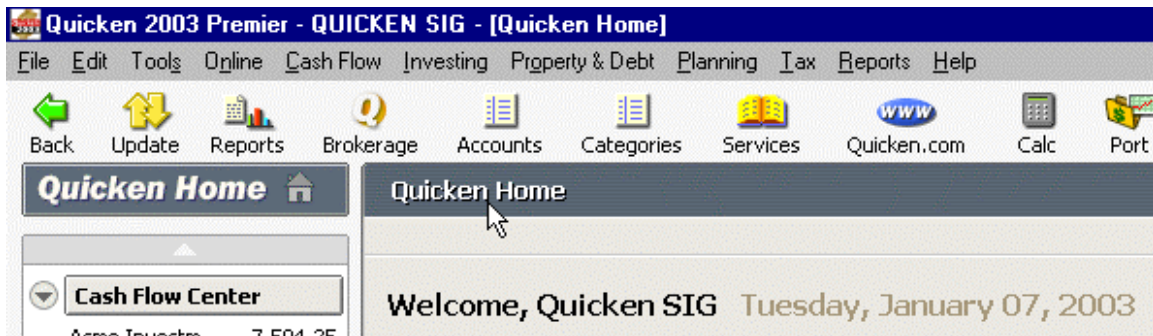 Quicken 2003 Premier - QUICKEN SIG - [Quicken Home]
File Edit Tools Online Cash Flow Investing Property & Debt Planning Tax Reports Help
www
Back Update Reports Brokerage Accounts Categories Services Quicken.com Calc Port
Quicken Home
Quicken Home
Cash Flow Center
Welcome, Quicken SIG Tuesday, January 07, 2003